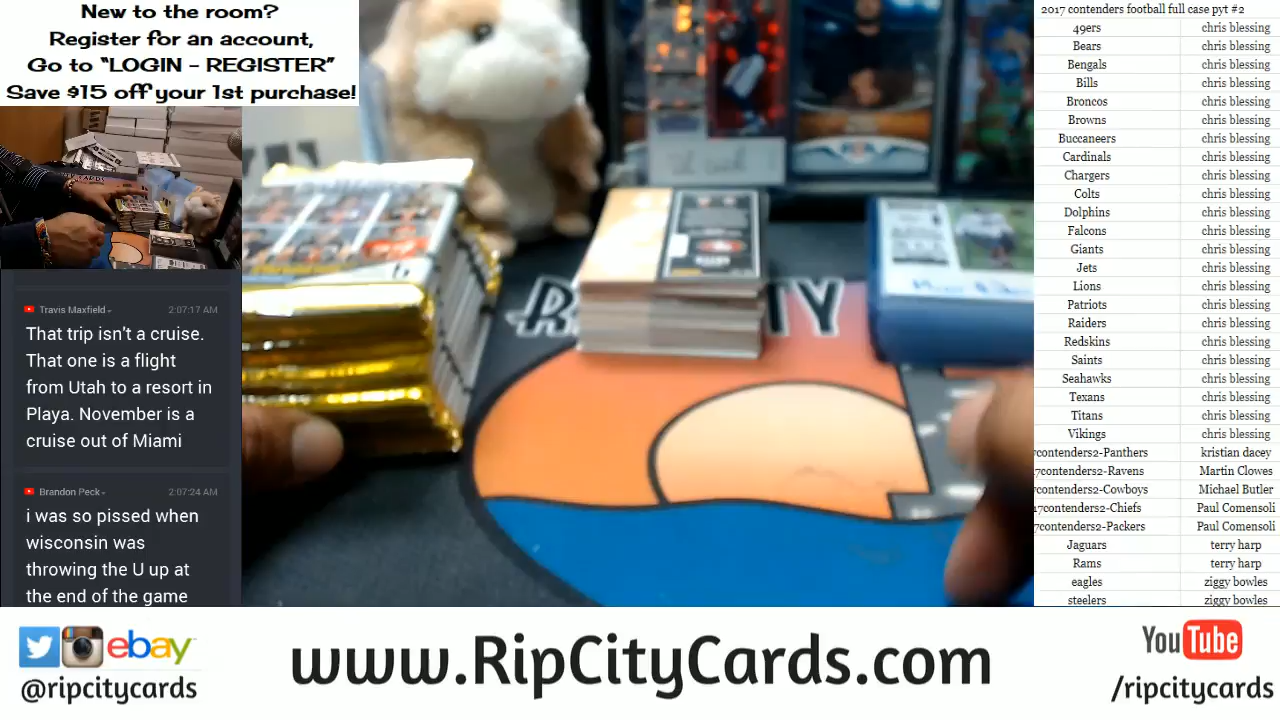 New to the room?
Register for an account,
Go to "LOGIN - REGISTER"
Save $15 off your 1st purchase!
Travis Maxfield
2:07:17 AM
That trip isn't a cruise.
That one is a flight
from Utah to a resort in
Playa. November is a
cruise out of Miami
Brandon Peck
2:07:24 AM
i was so pissed when
wisconsin was
throwing the U up at
the end of the game
2017 contenders football full case pyt #2
49ers chris blessing
Bears chris blessing
Bengals chris blessing
Bills chris blessing
Broncos chris blessing
Browns chris blessing
Buccaneers chris blessing
Cardinals chris blessing
Chargers chris blessing
Colts chris blessing
Dolphins chris blessing
Falcons chris blessing
Giants chris blessing
Jets chris blessing
Lions chris blessing
Patriots chris blessing
Raiders chris blessing
Redskins chris blessing
Saints chris blessing
Seahawks chris blessing
Texans chris blessing
Titans chris blessing
Vikings chris blessing
7contenders2-Panthers kristian dacey
7contenders2-Ravens Martin Clowes
7contenders2-Cowboys Michael Butler
7contenders2-Chiefs Paul Comensoli
7contenders2-Packers Paul Comensoli
Jaguars terry harp
Rams terry harp
eagles ziggy bowles
steelers ziggy bowles
ebay
@ripcitycards
www.RipCityCards.com
YouTube
/ripcitycards